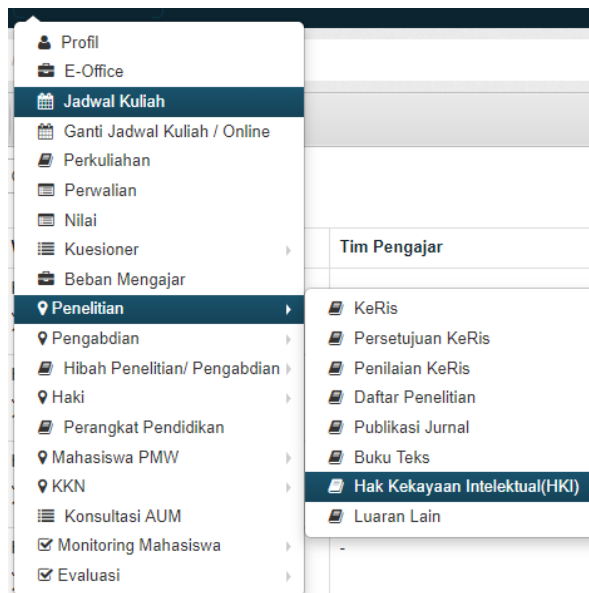 Profil
E-Office
Jadwal Kuliah
Ganti Jadwal Kuliah / Online
Perkuliahan
Perwalian
Nilai
Kuesioner
Beban Mengajar
Penelitian
Pengabdian
Hibah Penelitian/ Pengabdian
Haki
Perangkat Pendidikan
Mahasiswa PMW
KKN
Konsultasi AUM
Monitoring Mahasiswa
Evaluasi
Tim Pengajar
KeRis
Persetujuan KeRis
Penilaian KeRis
Daftar Penelitian
Publikasi Jurnal
Buku Teks
Hak Kekayaan Intelektual(HKI)
Luaran Lain
-